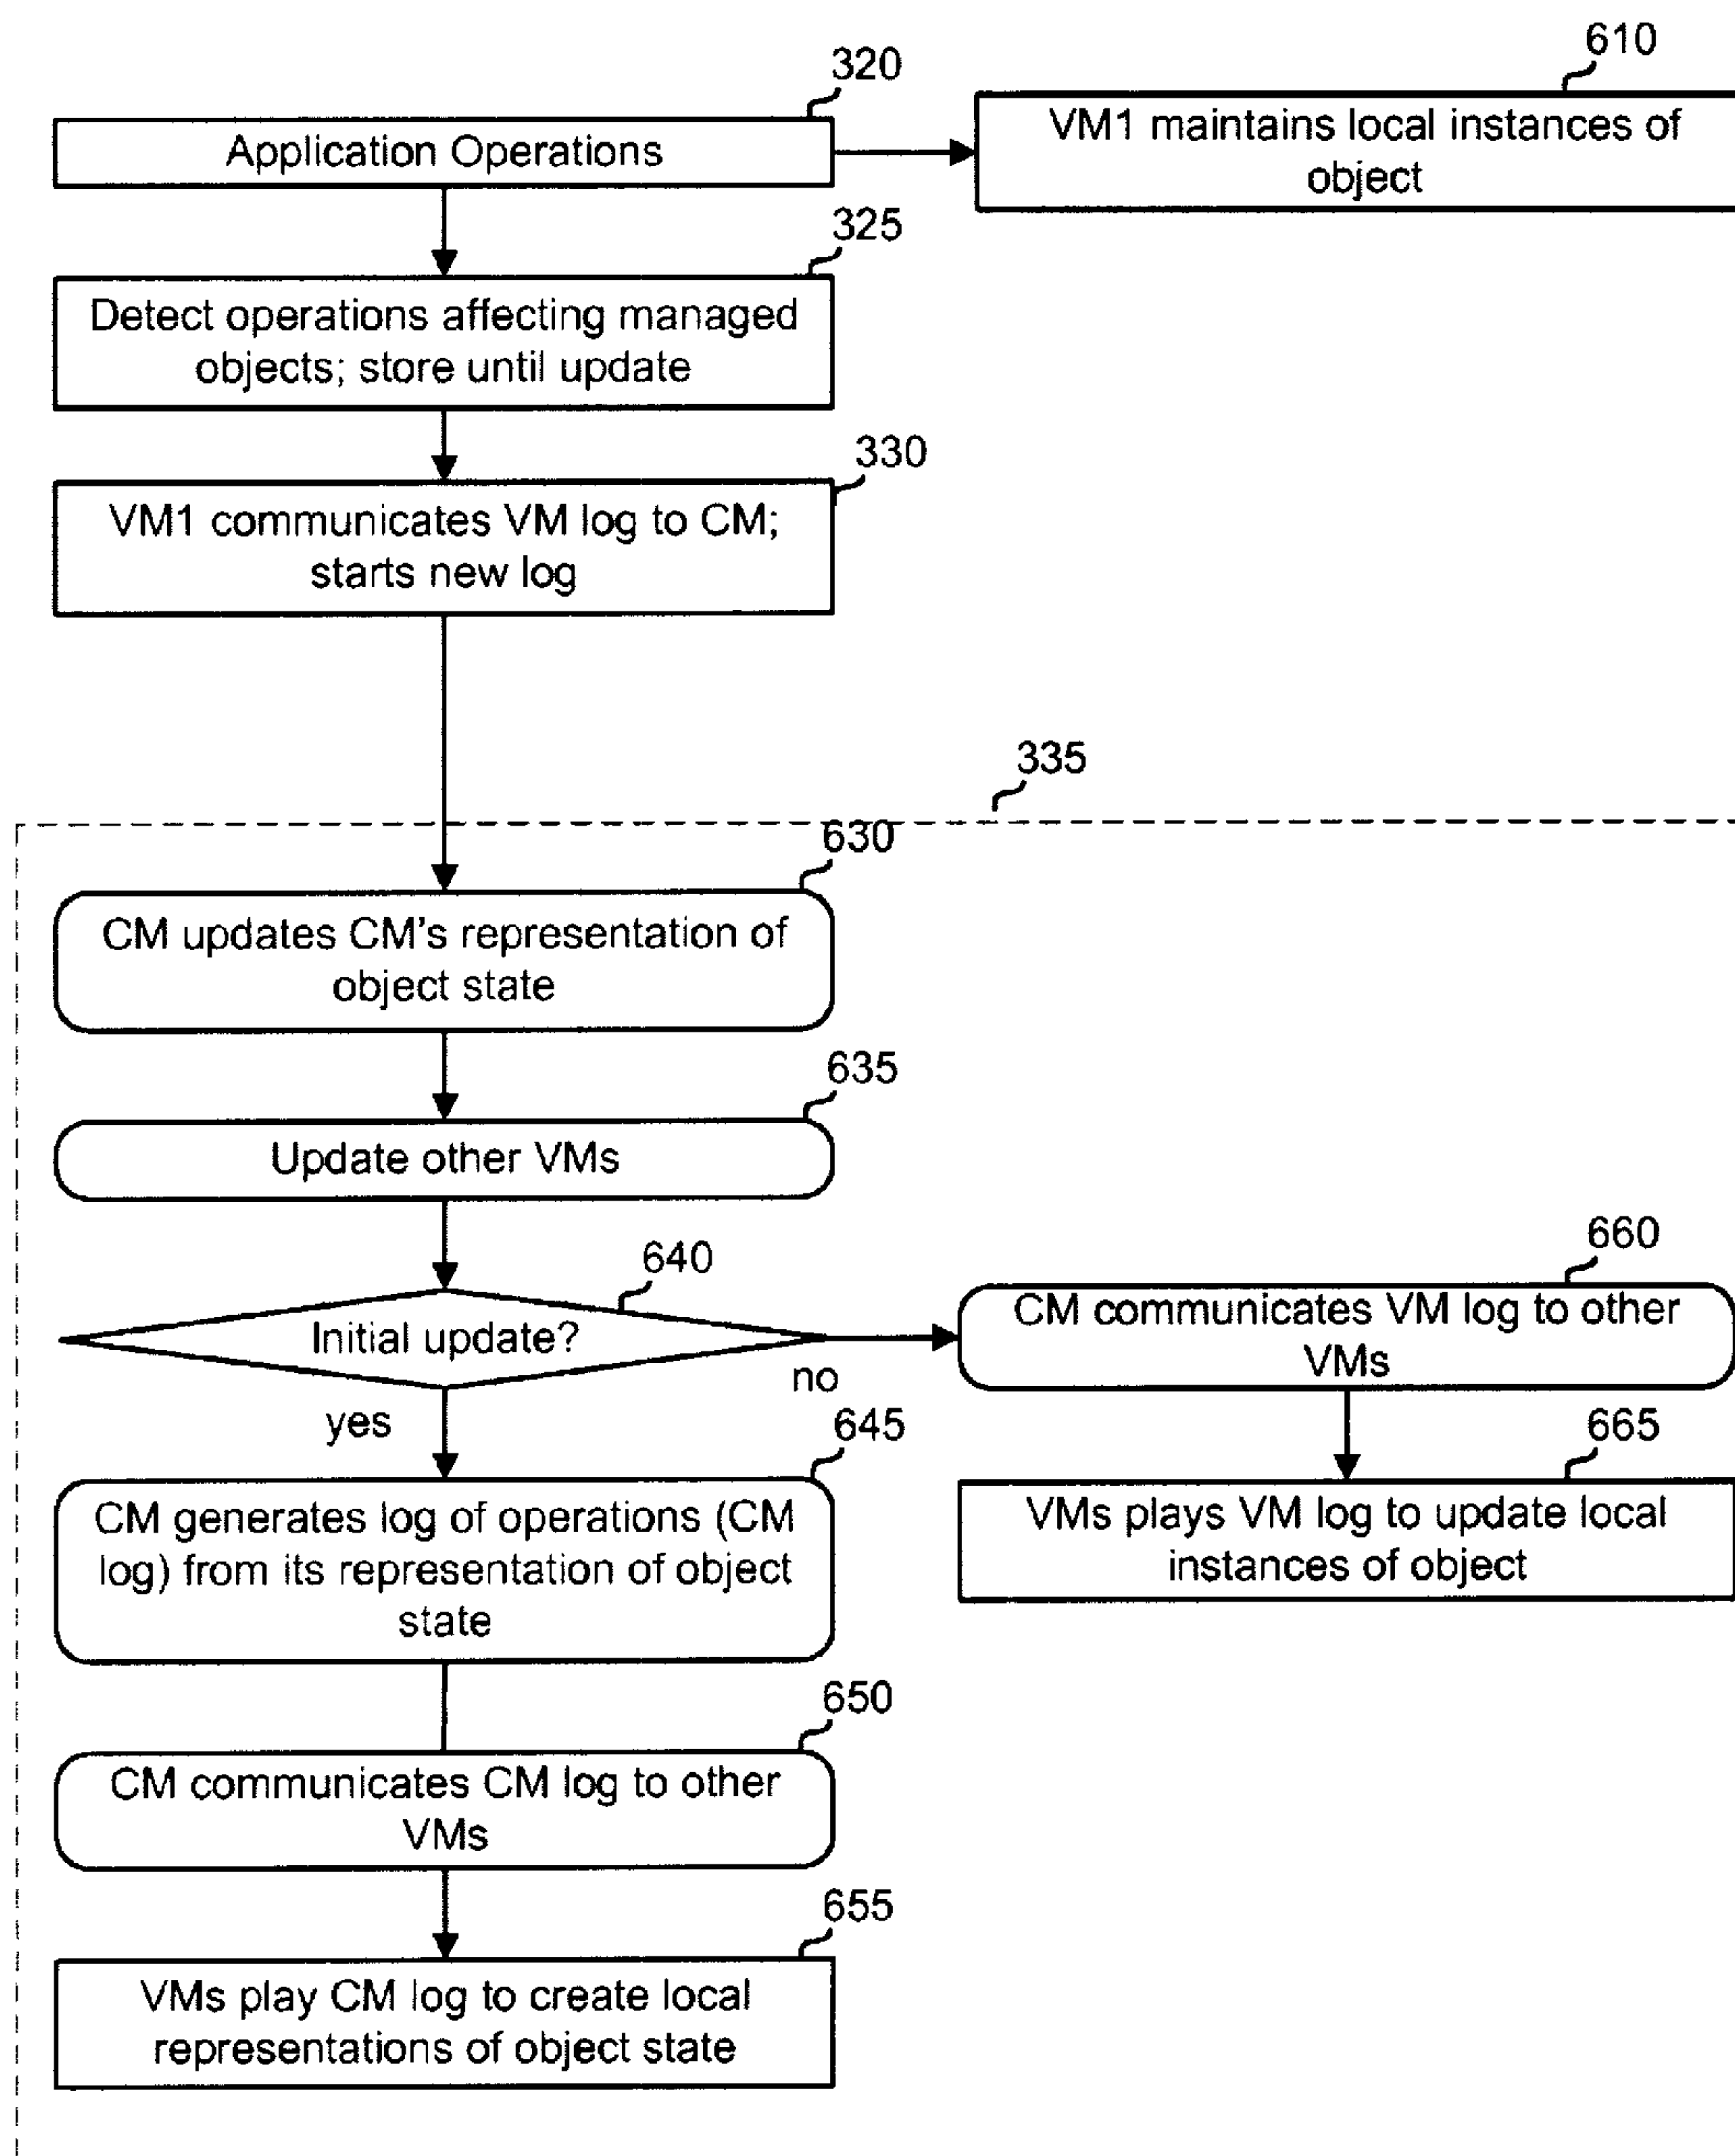 320
Application Operations
610
VM1 maintains local instances of
object
325
Detect operations affecting managed
objects; store until update
330
VM1 communicates VM log to CM;
starts new log
335
630
CM updates CM's representation of
object state
635
Update other VMs
640
Initial update?
no
yes
660
CM communicates VM log to other
VMs
665
VMs plays VM log to update local
instances of object
645
CM generates log of operations (CM
log) from its representation of object
state
650
CM communicates CM log to other
VMs
655
VMs play CM log to create local
representations of object state